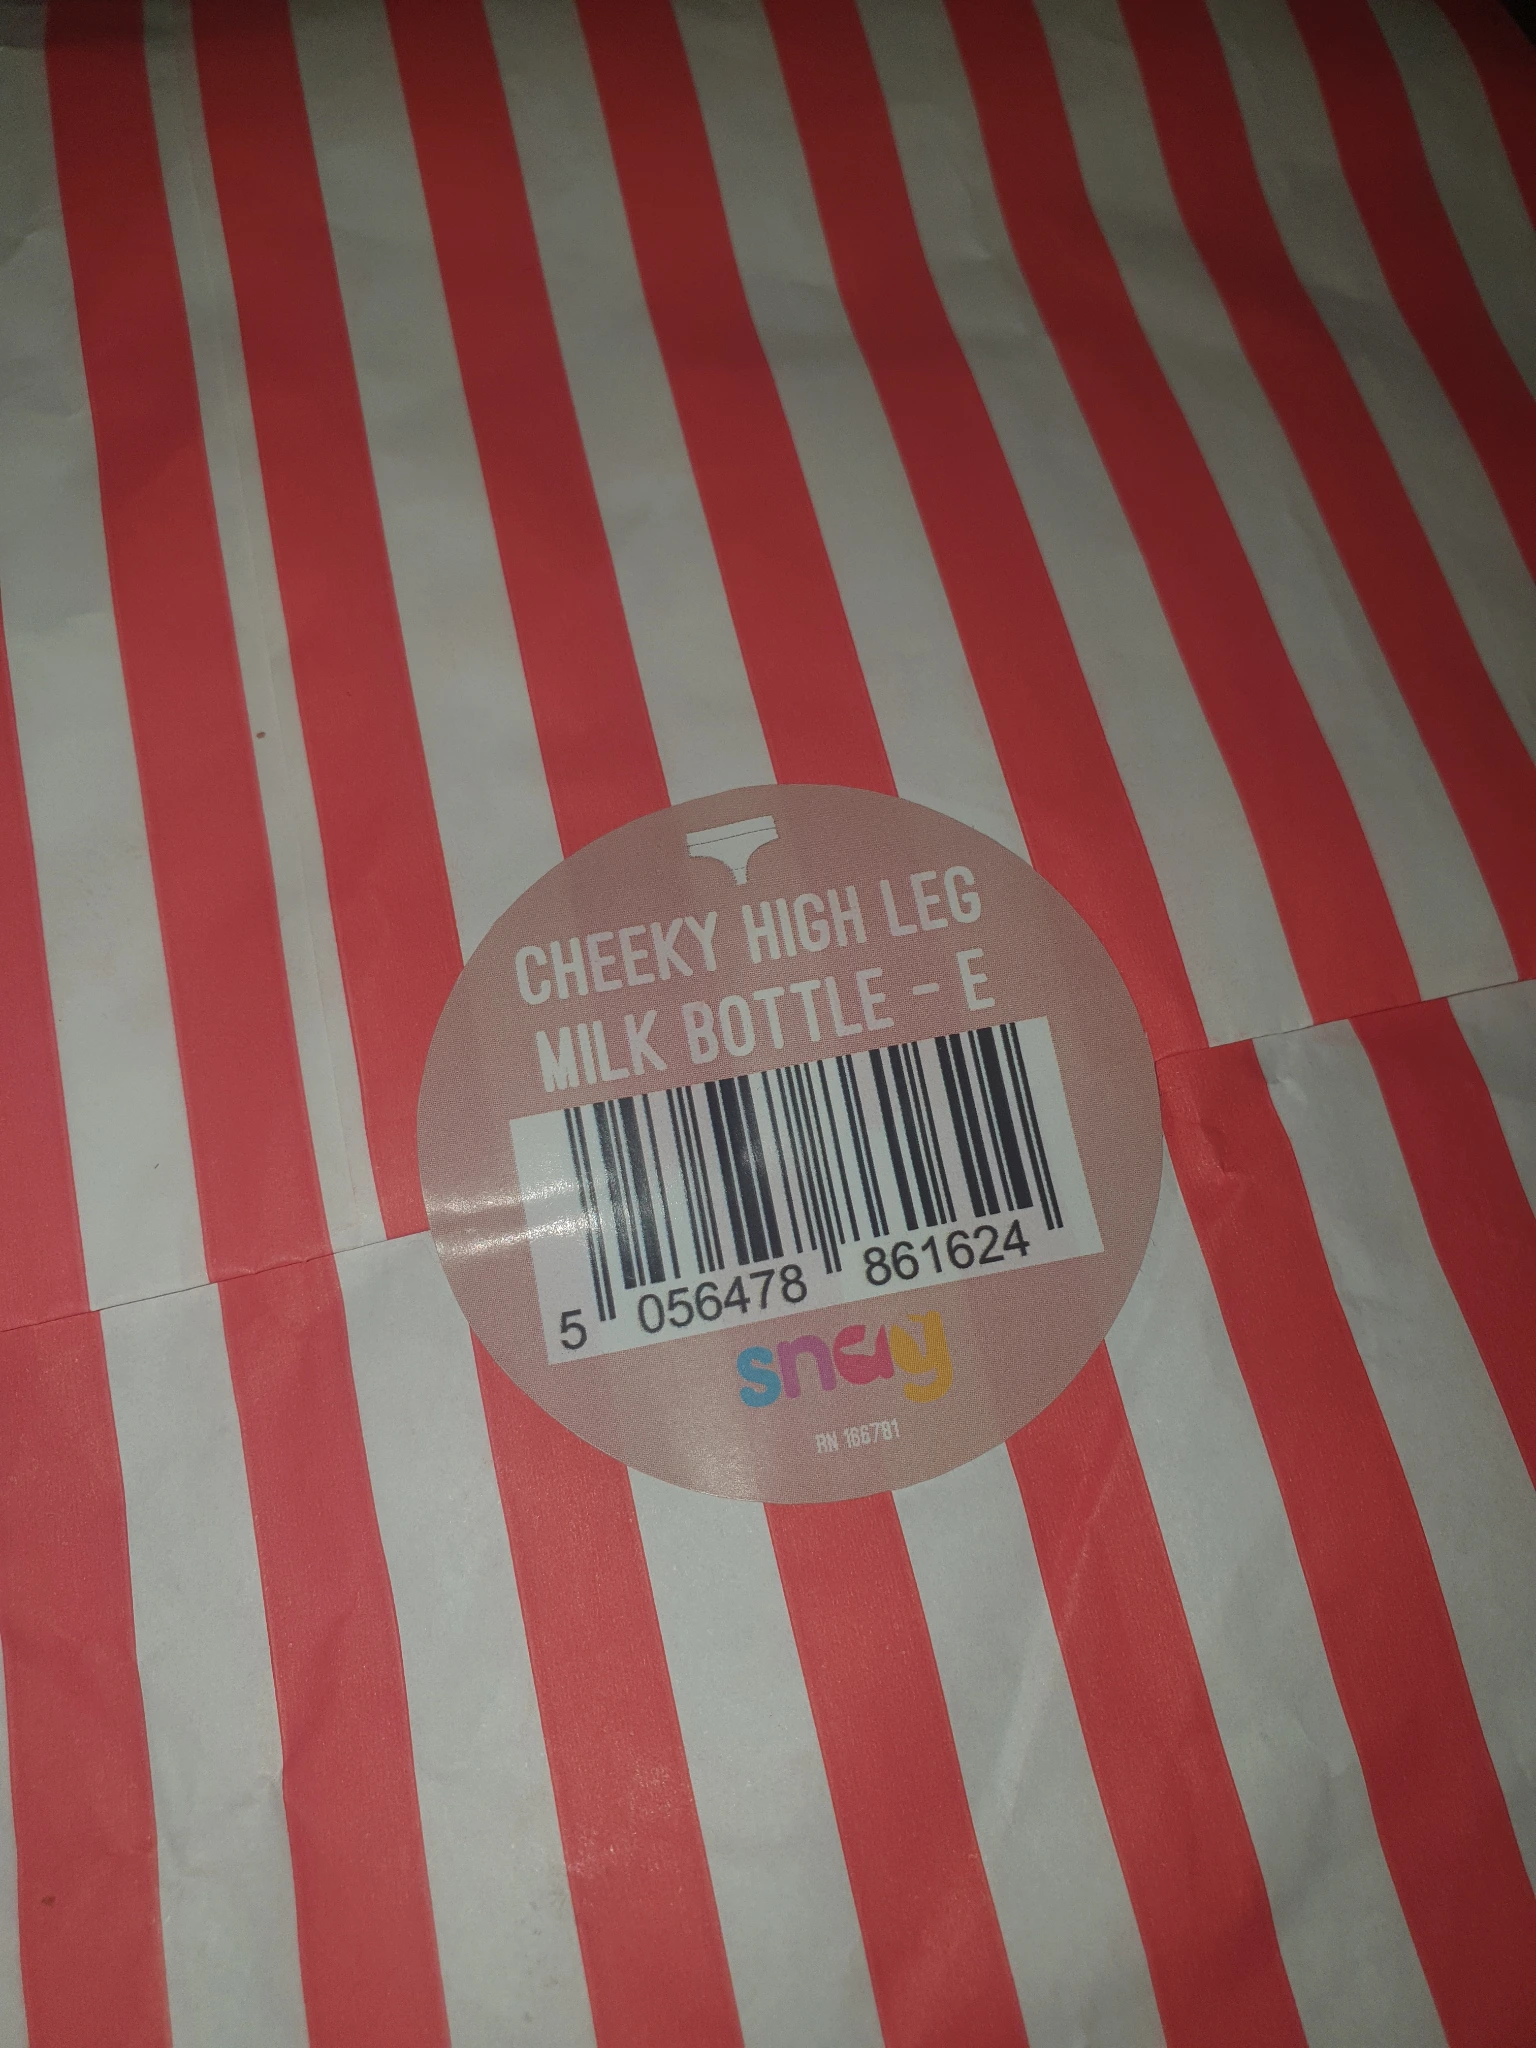 CHEEKY HIGH LEG
MILK BOTTLE - E
5 056478 861624
snag
RN 166781